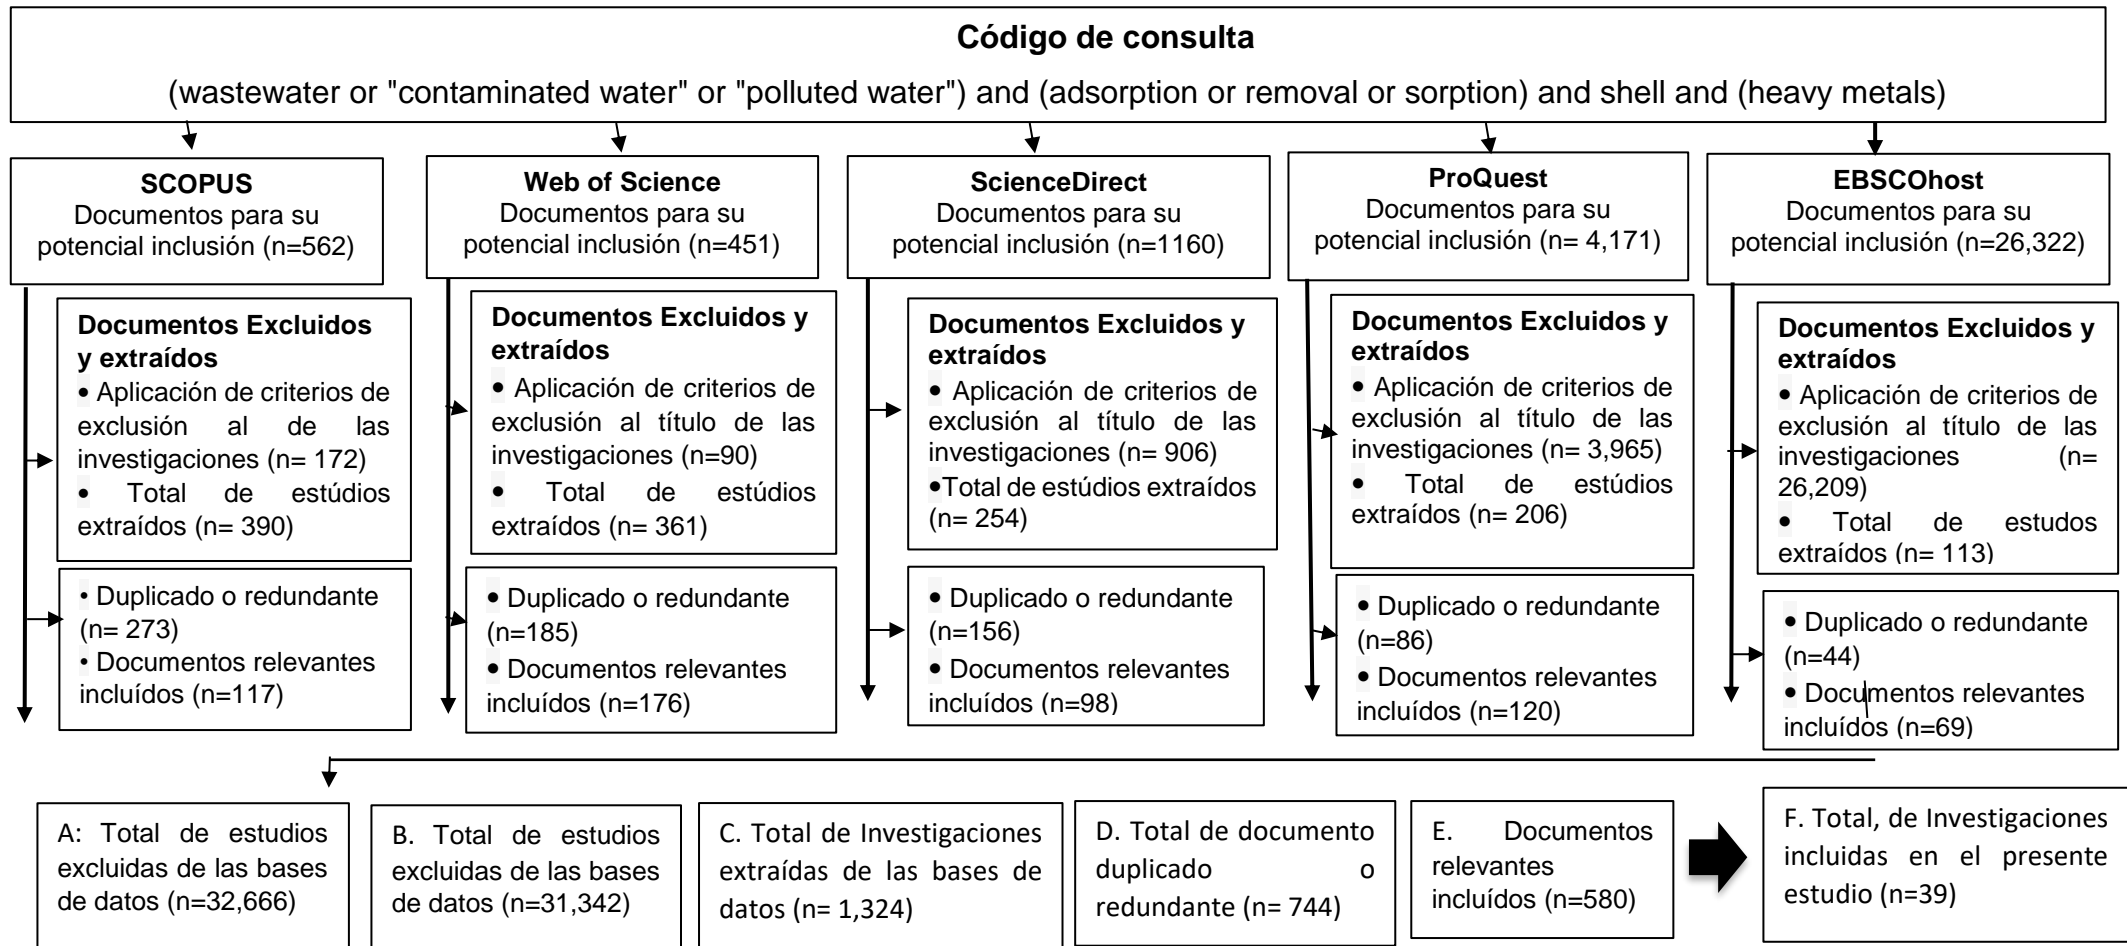 Código de consulta
(wastewater or "contaminated water" or "polluted water") and (adsorption or removal or sorption) and shell and (heavy metals)
SCOPUS
Documentos para su
potencial inclusión (n=562)
Web of Science
Documentos para su
potencial inclusión (n=451)
ScienceDirect
Documentos para su
potencial inclusión (n=1160)
ProQuest
Documentos para su
potencial inclusión (n= 4,171)
EBSCOhost
Documentos para su
potencial inclusión (n=26,322)
Documentos Excluidos
y extraídos
• Aplicación de criterios de
exclusión al de las
investigaciones (n= 172)
• Total de estúdios
extraídos (n= 390)
Documentos Excluidos y
extraídos
• Aplicación de criterios de
exclusión al título de las
investigaciones (n=90)
• Total de estúdios
extraídos (n= 361)
Documentos Excluidos y
extraídos
• Aplicación de criterios de
exclusión al título de las
investigaciones (n= 906)
•Total de estúdios extraídos
(n= 254)
Documentos Excluidos y
extraídos
• Aplicación de criterios de
exclusión al título de las
investigaciones (n= 3,965)
• Total de estúdios
extraídos (n= 206)
Documentos Excluidos y
extraídos
• Aplicación de criterios de
exclusión al título de las
investigaciones (n=
26,209)
• Total de estudos
extraídos (n= 113)
• Duplicado o redundante
(n= 273)
• Documentos relevantes
incluídos (n=117)
• Duplicado o redundante
(n=185)
• Documentos relevantes
incluídos (n=176)
• Duplicado o redundante
(n=156)
• Documentos relevantes
incluídos (n=98)
• Duplicado o redundante
(n=86)
• Documentos relevantes
incluídos (n=120)
• Duplicado o redundante
(n=44)
• Documentos relevantes
incluídos (n=69)
A: Total de estudios
excluidas de las bases
de datos (n=32,666)
B. Total de estudios
excluidas de las bases
de datos (n=31,342)
C. Total de Investigaciones
extraídas de las bases de
datos (n= 1,324)
D. Total de documento
duplicado o
redundante (n= 744)
E. Documentos
relevantes
incluídos (n=580)
F. Total, de Investigaciones
incluidas en el presente
estudio (n=39)